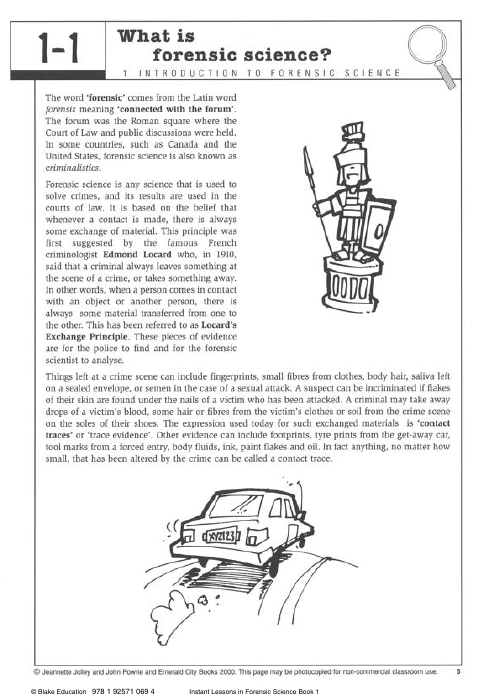 1-1
What is
forensic science?
1 INTRODUCTION TO FORENSIC SCIENCE
The word 'forensic' comes from the Latin word
forensis meaning 'connected with the forum'.
The forum was the Roman square where the
Court of Law and public discussions were held.
In some countries, such as Canada and the
United States, forensic science is also known as
criminalistics.
Forensic science is any science that is used to
solve crimes, and its results are used in the
courts of law. It is based on the belief that
whenever a contact is made, there is always
some exchange of material. This principle was
first suggested by the famous French
criminologist Edmond Locard who, in 1910,
said that a criminal always leaves something at
the scene of a crime, or takes something away.
In other words, when a person comes in contact
with an object or another person, there is
always some material transferred from one to
the other. This has been referred to as Locard's
Exchange Principle. These pieces of evidence
are for the police to find and for the forensic
scientist to analyse.
Things left at a crime scene can include fingerprints, small fibres from clothes, body hair, saliva left
on a sealed envelope, or semen in the case of a sexual attack. A suspect can be incriminated if flakes
of their skin are found under the nails of a victim who has been attacked. A criminal may take away
drops of a victim's blood, some hair or fibres from the victim's clothes or soil from the crime scene
on the soles of their shoes. The expression used today for such exchanged materials is 'contact
traces' or 'trace evidence'. Other evidence can include footprints, tyre prints from the get-away car,
tool marks from a forced entry, body fluids, ink, paint flakes and oil. In fact anything, no matter how
small, that has been altered by the crime can be called a contact trace.
XYZ123
© Jeannette Jolley and John Powrie and Emerald City Books 2000. This page may be photocopied for non-commercial classroom use. 5
© Blake Education 978 1 92571 069 4 Instant Lessons in Forensic Science Book 1